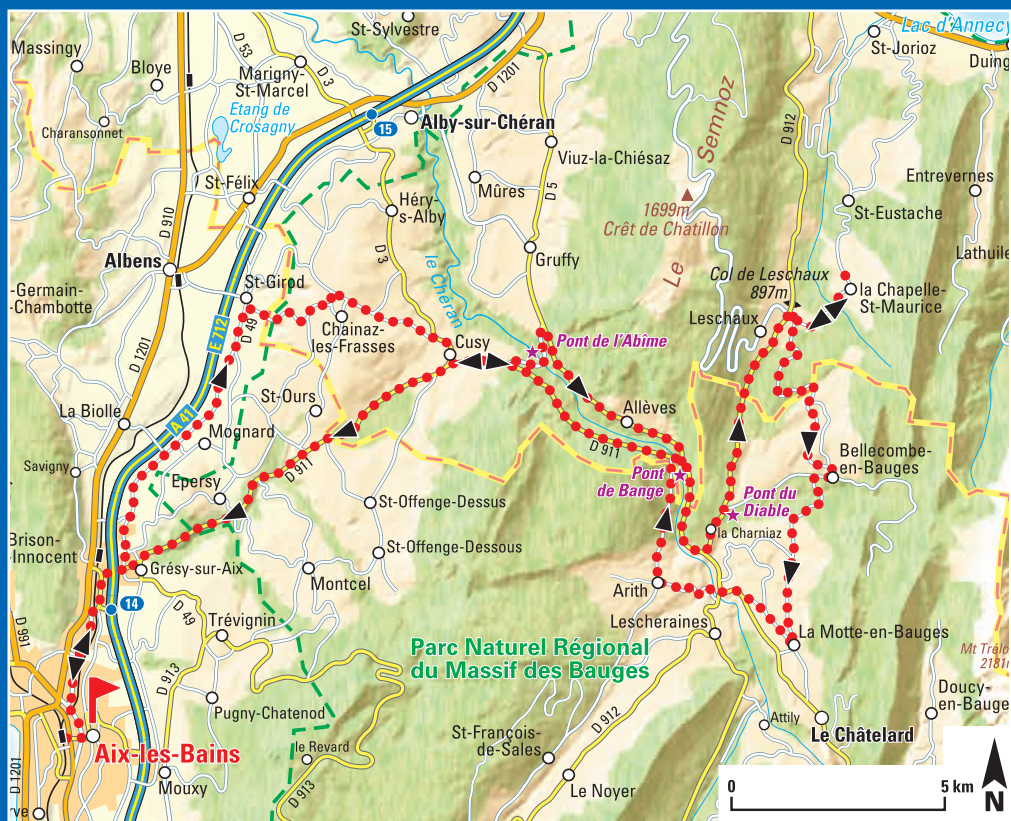 Lac d'Annecy
St-Sylvestre
St-Jorioz
Duing
Massingy
D 53
D 3
D 1201
Bloye
Marigny-
St-Marcel
D 912
Etang de
Crosagny
Charansonnet
15
Alby-sur-Chéran
Le Semnoz
Viuz-la-Chiésaz
St-Félix
Mûres
D 5
Entrevernes
D 910
Héry-
s-Alby
1699m
Crêt de Chatillon
St-Eustache
Albens
D 3
Gruffy
Lathuile
le Chéran
-Germain-
-Chambotte
St-Girod
Col de Leschaux
897m
la Chapelle-
St-Maurice
E 712
D 49
Chainaz-
les-Frasses
Leschaux
Cusy
Pont de l'Abîme
D 1201
St-Ours
La Biolle
A 41
Allèves
Mognard
D 911
Bellecombe-
en-Bauges
Savigny
D 911
Epersy
Pont
de Bange
St-Offenge-Dessus
Pont du
Diable
la Charniaz
Brison-
-Innocent
St-Offenge-Dessous
Grésy-sur-Aix
Montcel
Arith
14
D 49
Trévignin
Lescheraines
La Motte-en-Bauges
D 991
Parc Naturel Régional
du Massif des Bauges
Mt Trélo
2181m
D 913
Pugny-Chatenod
Doucy-
en-Bauge
D 912
Attily
Le Châtelard
Aix-les-Bains
le Revard
St-François-
de-Sales
Mouxy
D 1201
D 913
Le Noyer
0
5 km
N
ve